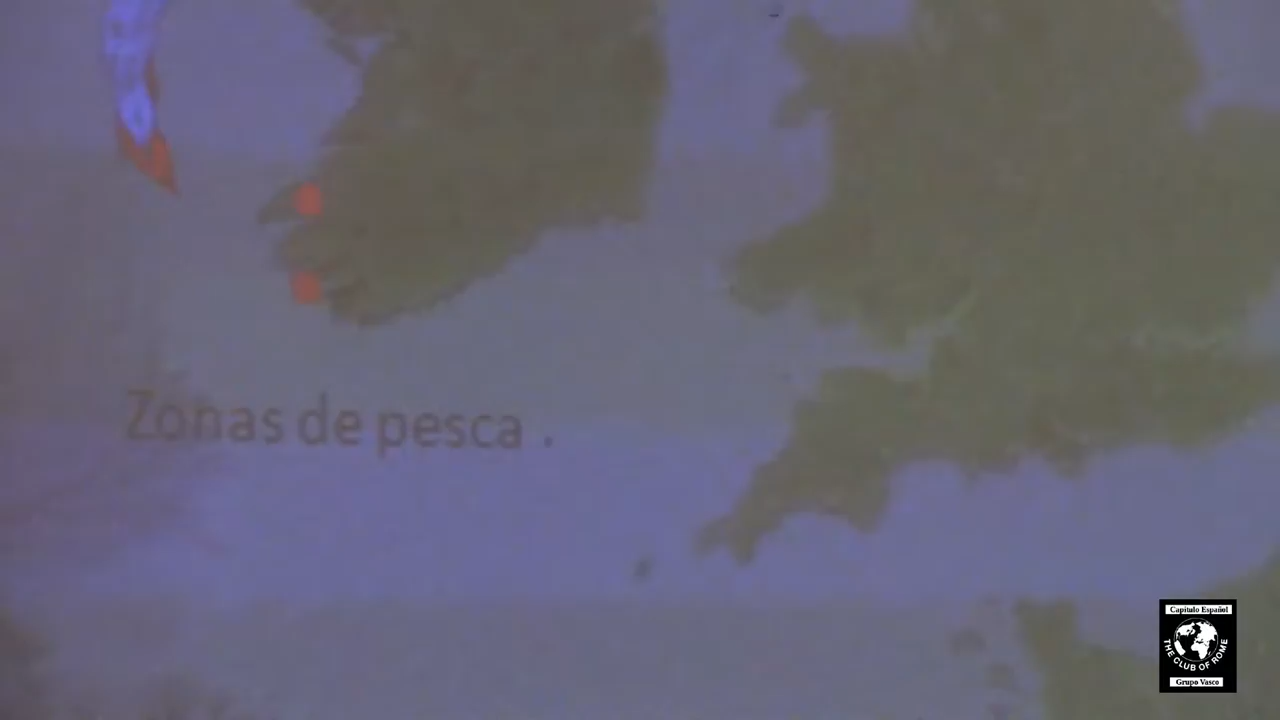 Zonas de pesca .
Capítulo Español
THE CLUB OF ROME
Grupo Vasco